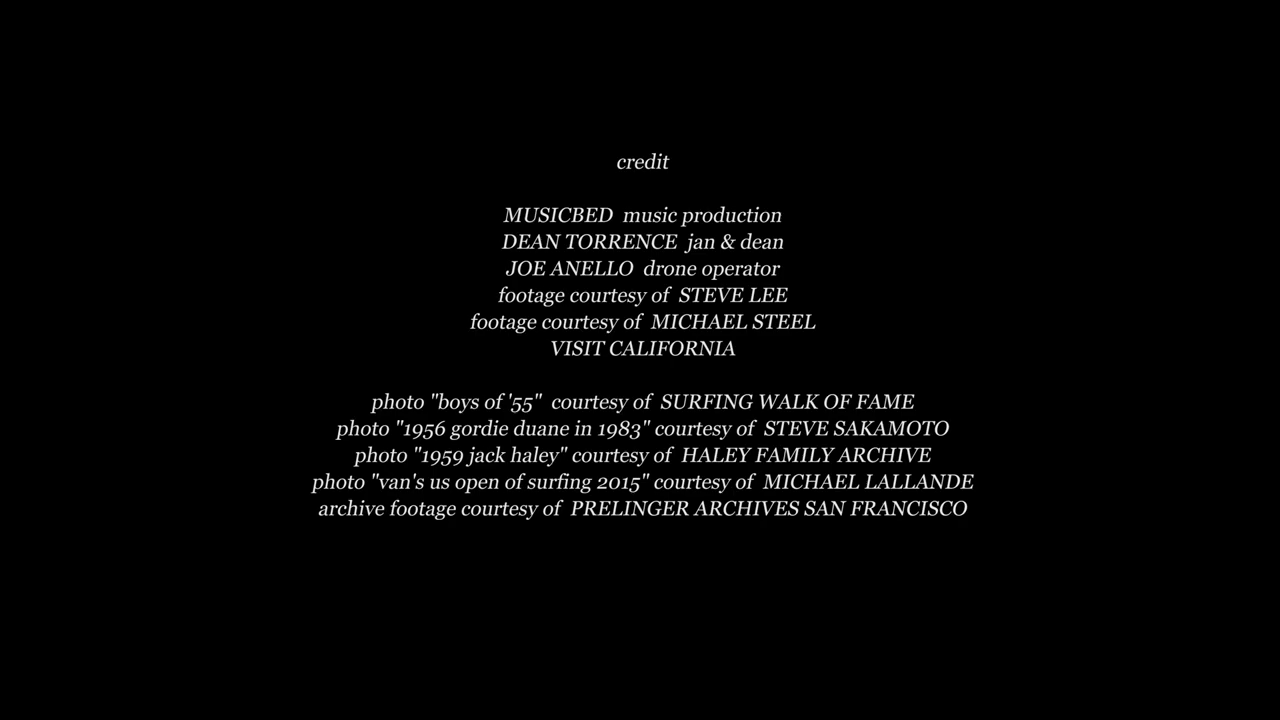 credit
MUSICBED music production
DEAN TORRENCE jan & dean
JOE ANELLO drone operator
footage courtesy of STEVE LEE
footage courtesy of MICHAEL STEEL
VISIT CALIFORNIA
photo "boys of '55" courtesy of SURFING WALK OF FAME
photo "1956 gordie duane in 1983" courtesy of STEVE SAKAMOTO
photo "1959 jack haley" courtesy of HALEY FAMILY ARCHIVE
photo "van's us open of surfing 2015" courtesy of MICHAEL LALLANDE
archive footage courtesy of PRELINGER ARCHIVES SAN FRANCISCO